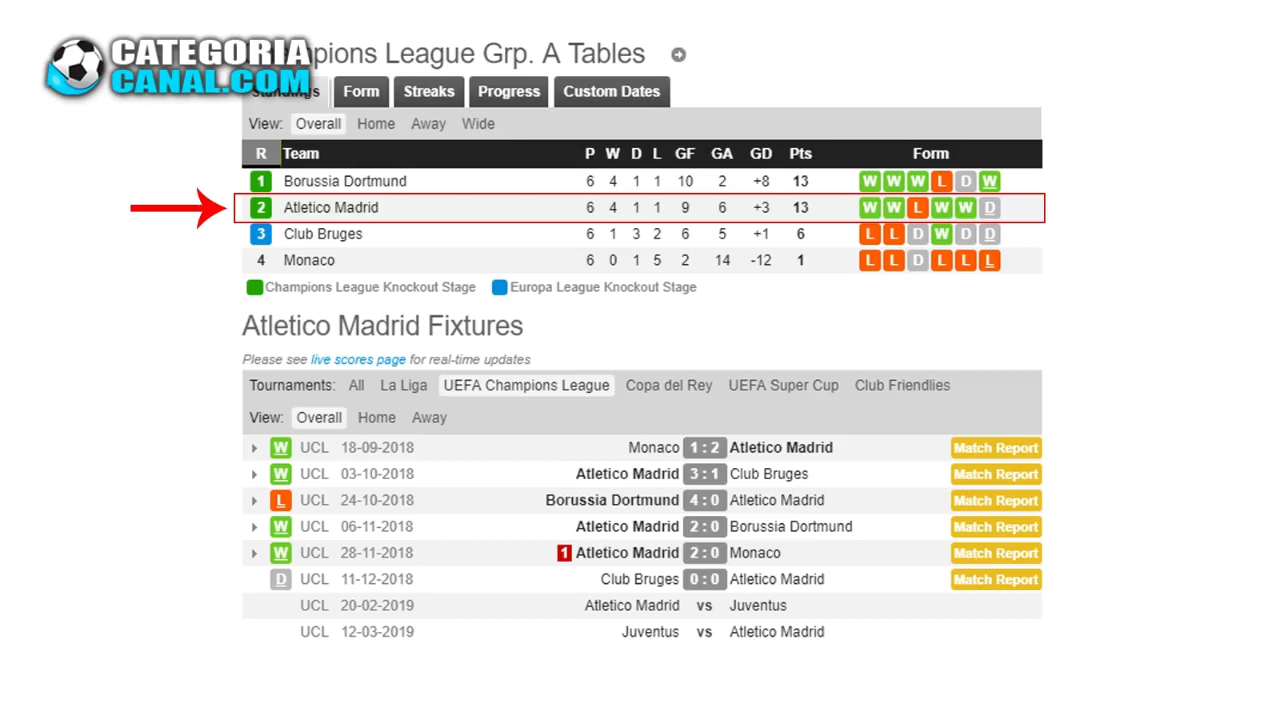 CATEGORIA
CANAL.COM
pions League Grp. A Tables
Standings Form Streaks Progress Custom Dates
View: Overall Home Away Wide
R Team P W D L GF GA GD Pts Form
1 Borussia Dortmund 6 4 1 1 10 2 +8 13 W W W L D W
2 Atletico Madrid 6 4 1 1 9 6 +3 13 W W L W W D
3 Club Bruges 6 1 3 2 6 5 +1 6 L L D W D D
4 Monaco 6 0 1 5 2 14 -12 1 L L D L L L
Champions League Knockout Stage Europa League Knockout Stage
Atletico Madrid Fixtures
Please see live scores page for real-time updates
Tournaments: All La Liga UEFA Champions League Copa del Rey UEFA Super Cup Club Friendlies
View: Overall Home Away
W UCL 18-09-2018 Monaco 1 : 2 Atletico Madrid Match Report
W UCL 03-10-2018 Atletico Madrid 3 : 1 Club Bruges Match Report
L UCL 24-10-2018 Borussia Dortmund 4 : 0 Atletico Madrid Match Report
W UCL 06-11-2018 Atletico Madrid 2 : 0 Borussia Dortmund Match Report
W UCL 28-11-2018 1 Atletico Madrid 2 : 0 Monaco Match Report
D UCL 11-12-2018 Club Bruges 0 : 0 Atletico Madrid Match Report
UCL 20-02-2019 Atletico Madrid vs Juventus
UCL 12-03-2019 Juventus vs Atletico Madrid